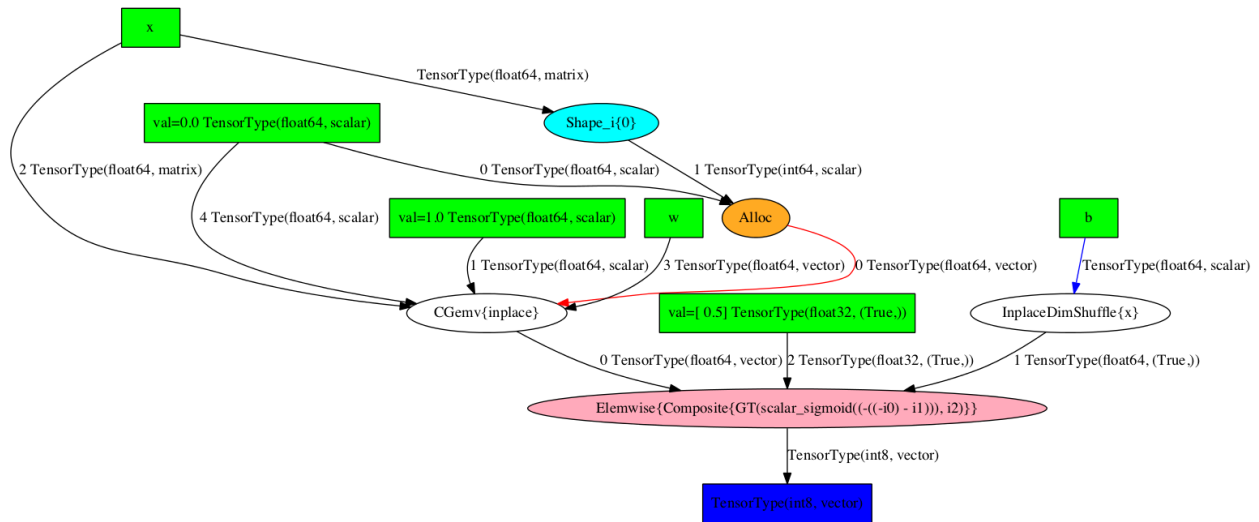 x
TensorType(float64, matrix)
val=0.0 TensorType(float64, scalar)
Shape_i{0}
2 TensorType(float64, matrix)
0 TensorType(float64, scalar)
1 TensorType(int64, scalar)
4 TensorType(float64, scalar)
val=1.0 TensorType(float64, scalar)
w
Alloc
b
1 TensorType(float64, scalar)
3 TensorType(float64, vector)
0 TensorType(float64, vector)
TensorType(float64, scalar)
CGemv{inplace}
val=[ 0.5] TensorType(float32, (True,))
InplaceDimShuffle{x}
0 TensorType(float64, vector)
2 TensorType(float32, (True,))
1 TensorType(float64, (True,))
Elemwise{Composite{GT(scalar_sigmoid((-((-i0) - i1))), i2)}}
TensorType(int8, vector)
TensorType(int8, vector)